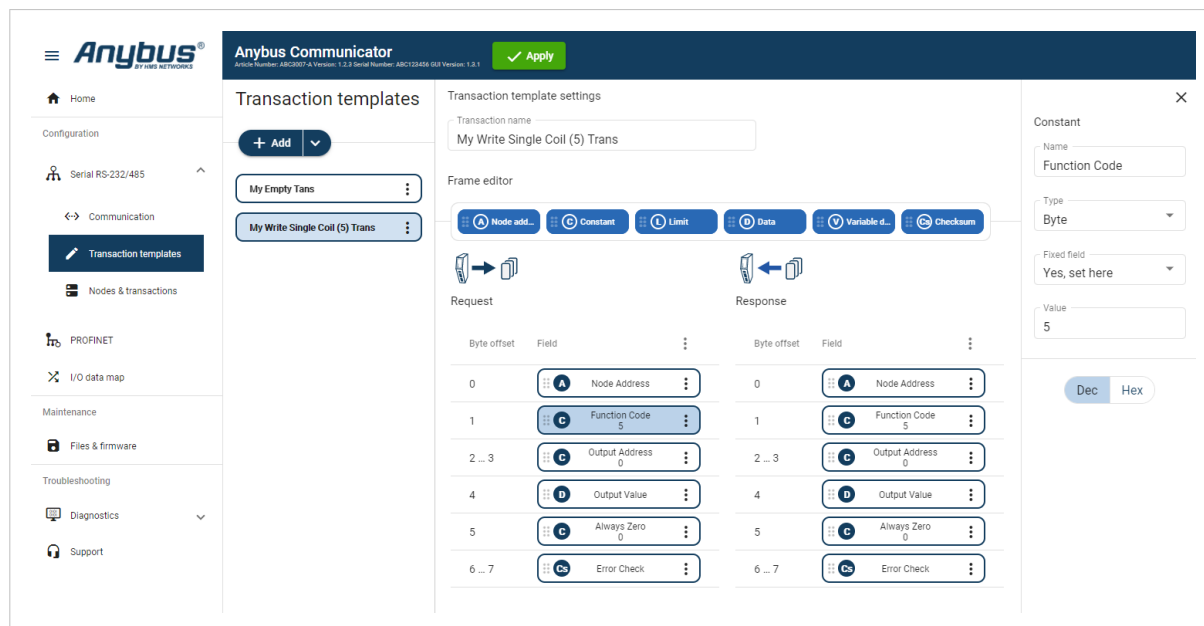 Anybus®
BY HMS NETWORKS
Anybus Communicator
Article Number: ABC3007-A Version: 1.2.3 Serial Number: ABC123456 GUI Version: 1.3.1
Apply
Home
Configuration
Serial RS-232/485
Communication
Transaction templates
Nodes & transactions
PROFINET
I/O data map
Maintenance
Files & firmware
Troubleshooting
Diagnostics
Support
Transaction templates
+ Add
My Empty Tans
My Write Single Coil (5) Trans
Transaction template settings
Transaction name
My Write Single Coil (5) Trans
Frame editor
A Node add...
C Constant
L Limit
D Data
V Variable d...
Cs Checksum
Request
Byte offset Field
0 A Node Address
1 C Function Code
5
2 ... 3 C Output Address
0
4 D Output Value
5 C Always Zero
0
6 ... 7 Cs Error Check
Response
Byte offset Field
0 A Node Address
1 C Function Code
5
2 ... 3 C Output Address
0
4 D Output Value
5 C Always Zero
0
6 ... 7 Cs Error Check
Constant
Name
Function Code
Type
Byte
Fixed field
Yes, set here
Value
5
Dec Hex